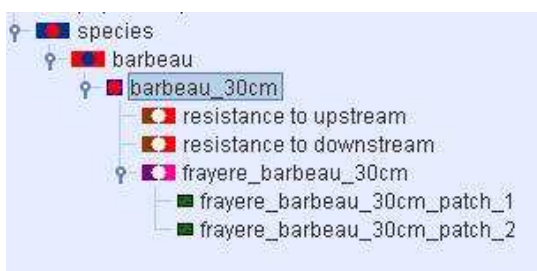 species
barbeau
barbeau_30cm
resistance to upstream
resistance to downstream
frayere_barbeau_30cm
frayere_barbeau_30cm_patch_1
frayere_barbeau_30cm_patch_2